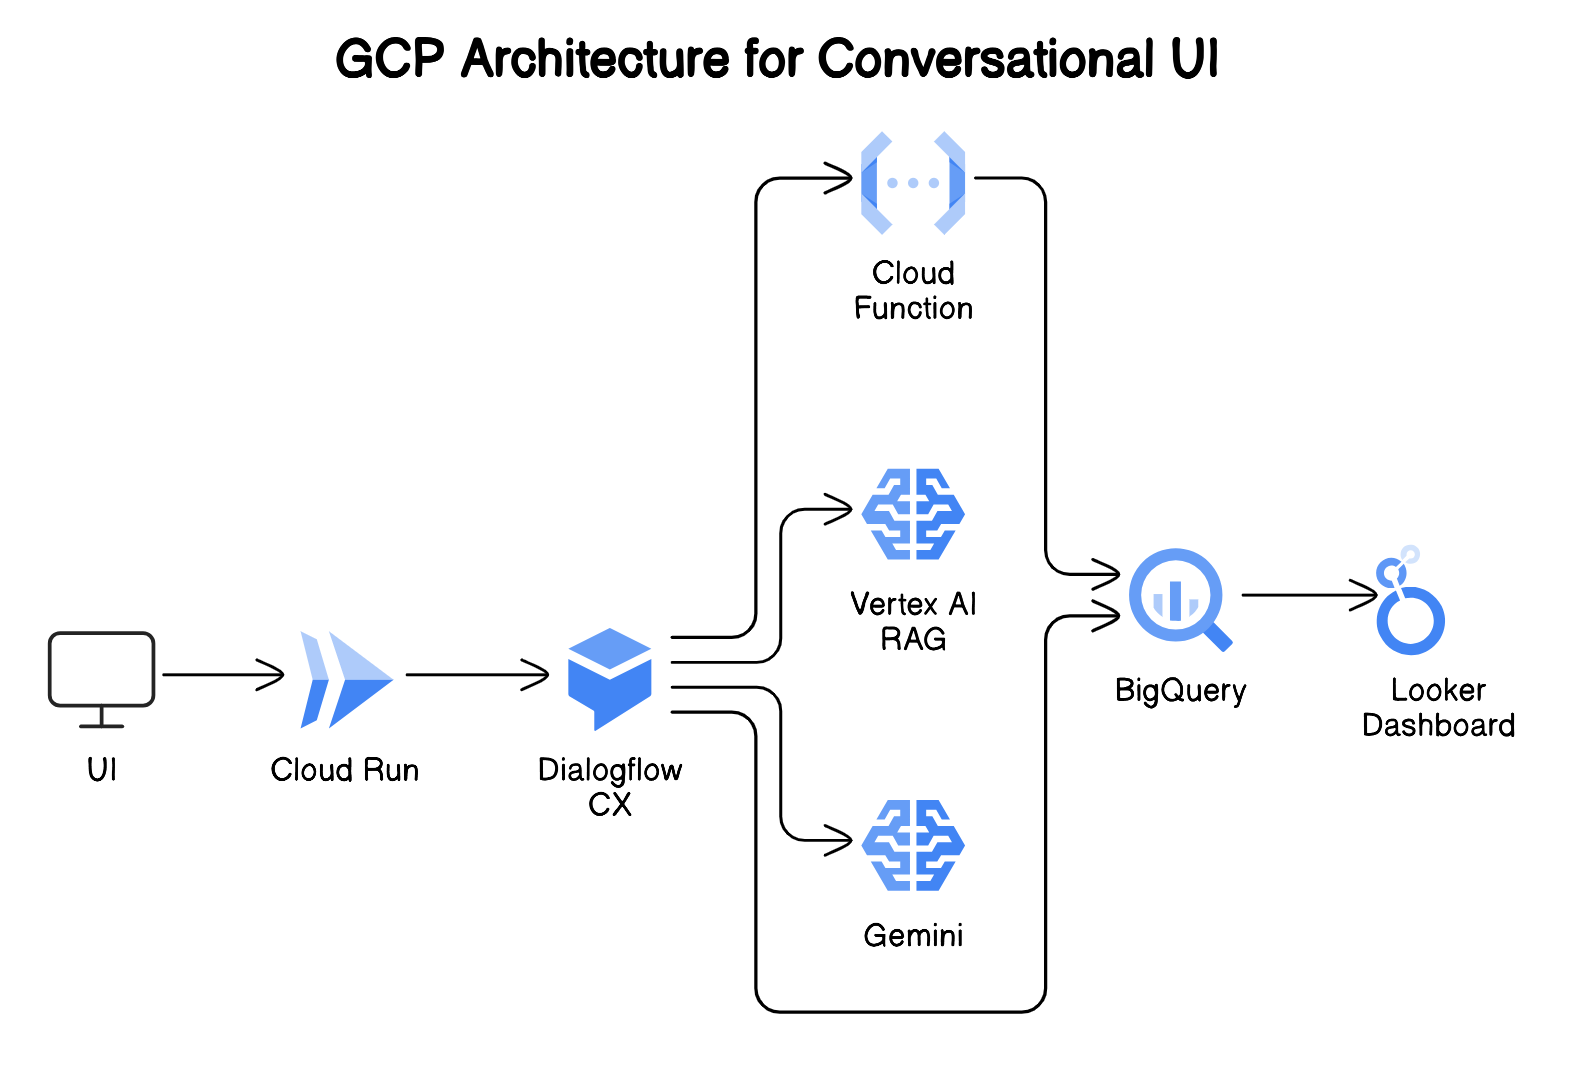 GCP Architecture for Conversational UI
Cloud
Function
Vertex AI
RAG
UI
Cloud Run
Dialogflow
CX
BigQuery
Looker
Dashboard
Gemini